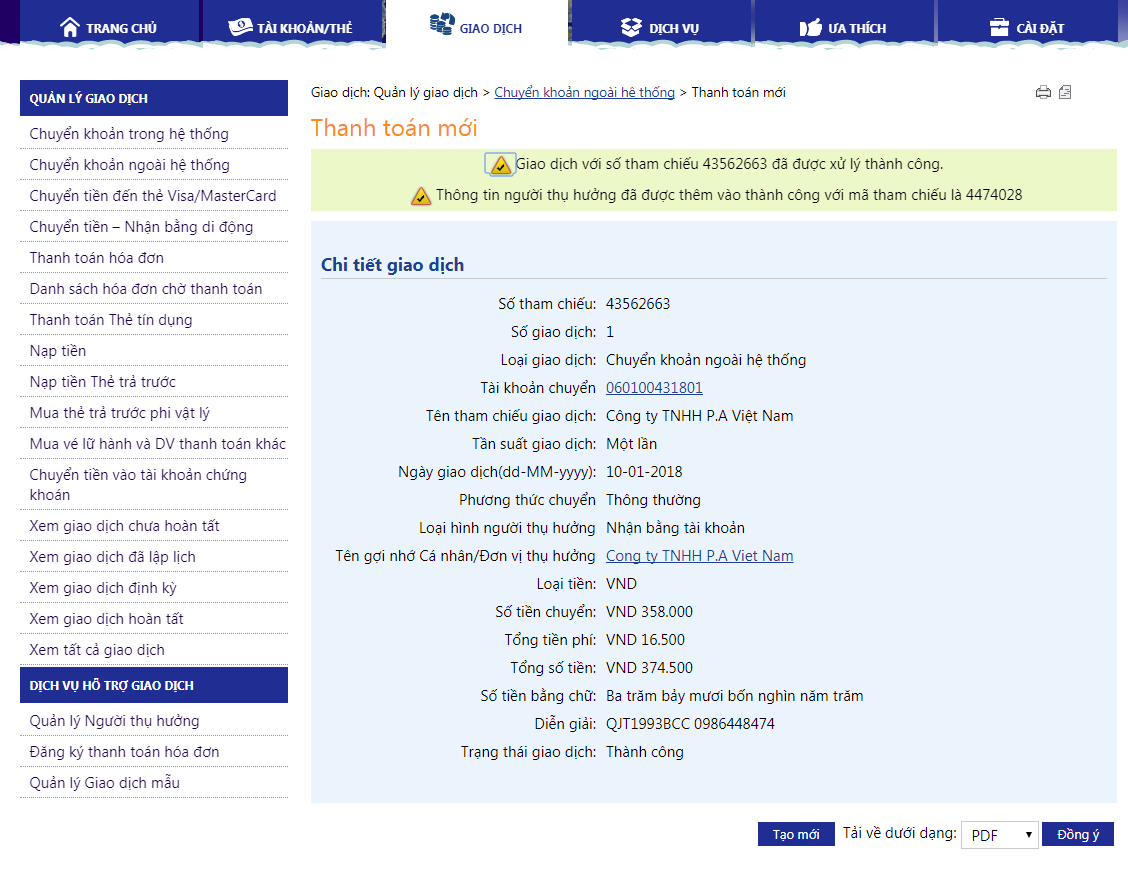 TRANG CHỦ
TÀI KHOẢN/THẺ
GIAO DỊCH
DỊCH VỤ
ƯA THÍCH
CÀI ĐẶT
QUẢN LÝ GIAO DỊCH
Chuyển khoản trong hệ thống
Chuyển khoản ngoài hệ thống
Chuyển tiền đến thẻ Visa/MasterCard
Chuyển tiền – Nhận bằng di động
Thanh toán hóa đơn
Danh sách hóa đơn chờ thanh toán
Thanh toán Thẻ tín dụng
Nạp tiền
Nạp tiền Thẻ trả trước
Mua thẻ trả trước phi vật lý
Mua vé lữ hành và DV thanh toán khác
Chuyển tiền vào tài khoản chứng
khoán
Xem giao dịch chưa hoàn tất
Xem giao dịch đã lập lịch
Xem giao dịch định kỳ
Xem giao dịch hoàn tất
Xem tất cả giao dịch
DỊCH VỤ HỖ TRỢ GIAO DỊCH
Quản lý Người thụ hưởng
Đăng ký thanh toán hóa đơn
Quản lý Giao dịch mẫu
Giao dịch: Quản lý giao dịch > Chuyển khoản ngoài hệ thống > Thanh toán mới
Thanh toán mới
Giao dịch với số tham chiếu 43562663 đã được xử lý thành công.
Thông tin người thụ hưởng đã được thêm vào thành công với mã tham chiếu là 4474028
Chi tiết giao dịch
Số tham chiếu: 43562663
Số giao dịch: 1
Loại giao dịch: Chuyển khoản ngoài hệ thống
Tài khoản chuyển 060100431801
Tên tham chiếu giao dịch: Công ty TNHH P.A Việt Nam
Tần suất giao dịch: Một lần
Ngày giao dịch(dd-MM-yyyy): 10-01-2018
Phương thức chuyển Thông thường
Loại hình người thụ hưởng Nhận bằng tài khoản
Tên gợi nhớ Cá nhân/Đơn vị thụ hưởng Cong ty TNHH P.A Viet Nam
Loại tiền: VND
Số tiền chuyển: VND 358.000
Tổng tiền phí: VND 16.500
Tổng số tiền: VND 374.500
Số tiền bằng chữ: Ba trăm bảy mươi bốn nghìn năm trăm
Diễn giải: QJT1993BCC 0986448474
Trạng thái giao dịch: Thành công
Tạo mới Tải về dưới dạng: PDF Đồng ý